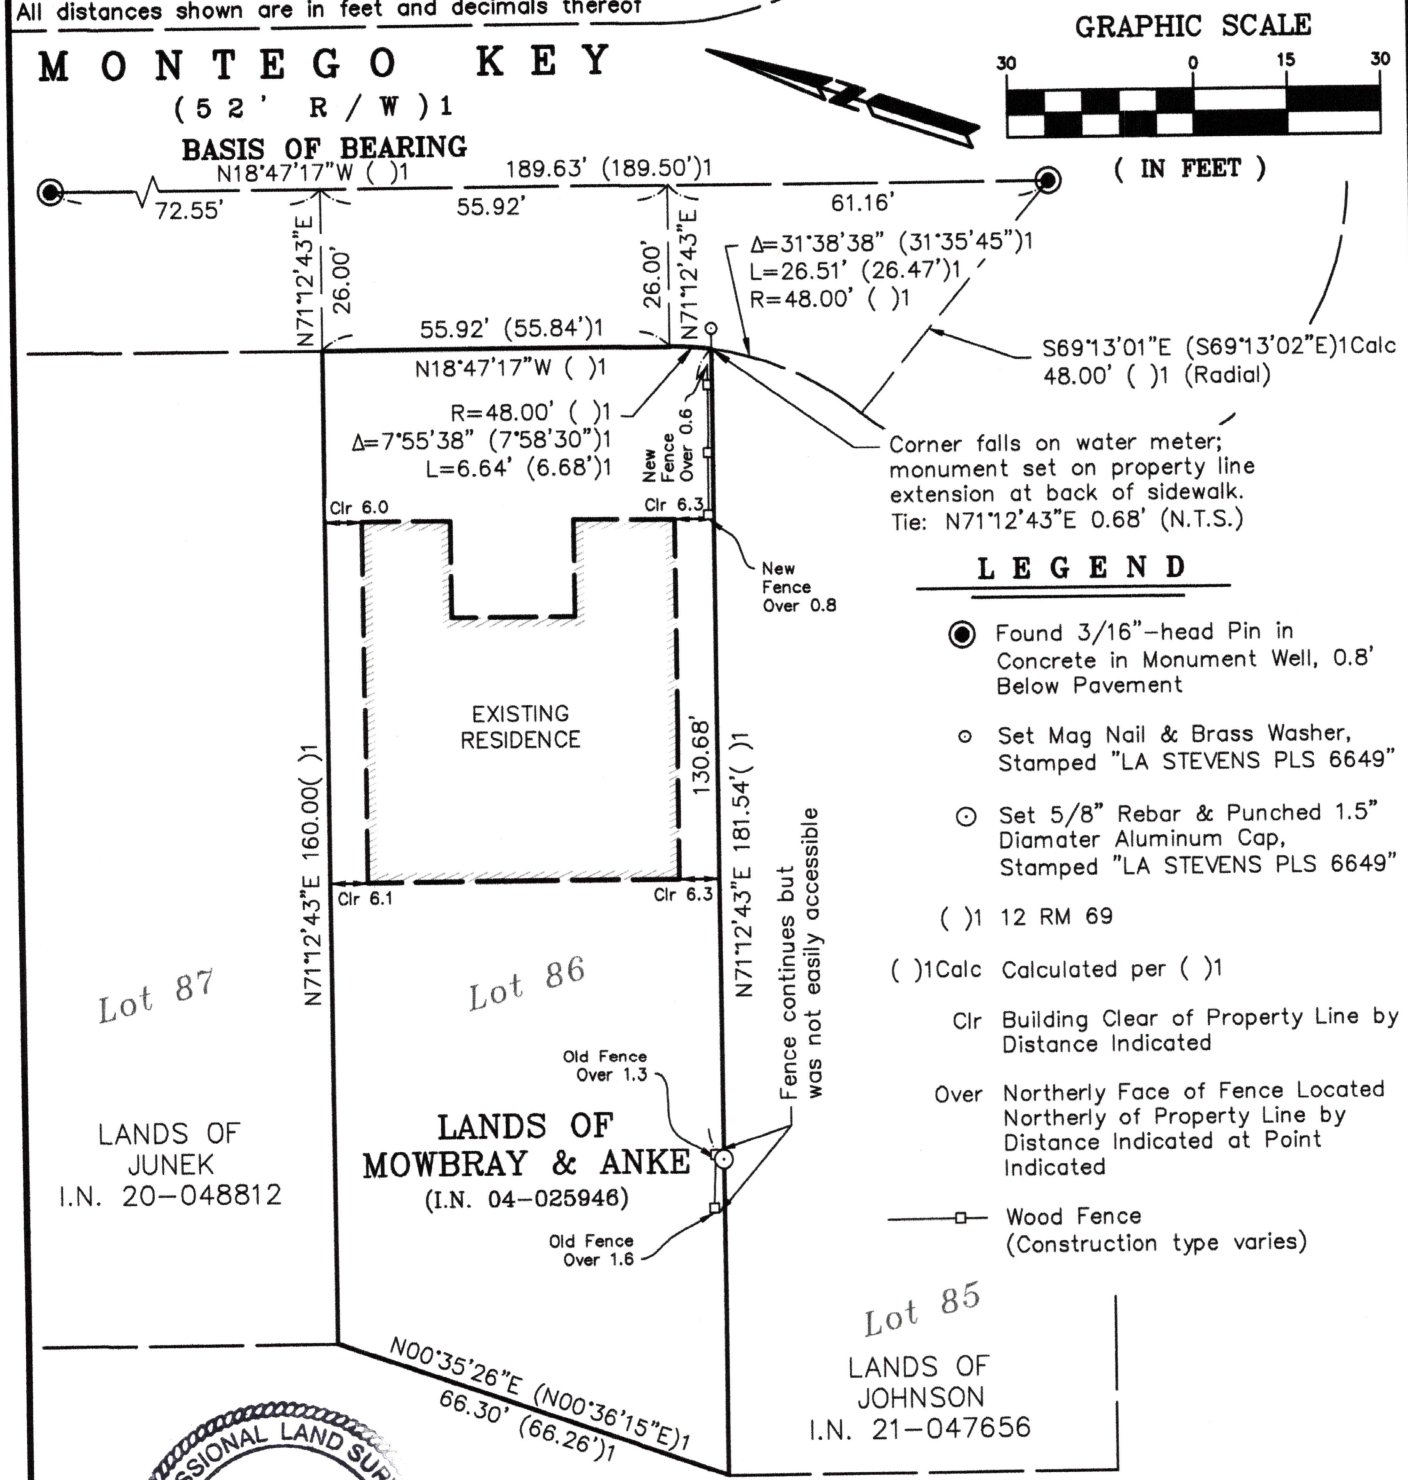 All distances shown are in feet and decimals thereof
MONTEGO KEY
(52' R/W)1
BASIS OF BEARING
N18°47'17"W ( )1
189.63' (189.50')1
72.55'
55.92'
61.16'
GRAPHIC SCALE
30 0 15 30
( IN FEET )
N71°12'43"E
26.00'
26.00'
N71°12'43"E
Δ=31°38'38" (31°35'45")1
L=26.51' (26.47')1
R=48.00' ( )1
55.92' (55.84')1
N18°47'17"W ( )1
S69°13'01"E (S69°13'02"E)1Calc
48.00' ( )1 (Radial)
R=48.00' ( )1
Δ=7°55'38" (7°58'30")1
L=6.64' (6.68')1
New
Fence
Over 0.6
Corner falls on water meter;
monument set on property line
extension at back of sidewalk.
Tie: N71°12'43"E 0.68' (N.T.S.)
Clr 6.0
Clr 6.3
New
Fence
Over 0.8
EXISTING
RESIDENCE
130.68'
N71°12'43"E 160.00( )1
N71°12'43"E 181.54'( )1
Clr 6.1
Clr 6.3
Fence continues but
was not easily accessible
Lot 87
Lot 86
Old Fence
Over 1.3
LANDS OF
JUNEK
I.N. 20-048812
LANDS OF
MOWBRAY & ANKE
(I.N. 04-025946)
Old Fence
Over 1.6
Lot 85
LANDS OF
JOHNSON
I.N. 21-047656
N00°35'26"E (N00°36'15"E)1
66.30' (66.26')1
LEGEND
Found 3/16"-head Pin in
Concrete in Monument Well, 0.8'
Below Pavement
Set Mag Nail & Brass Washer,
Stamped "LA STEVENS PLS 6649"
Set 5/8" Rebar & Punched 1.5"
Diamater Aluminum Cap,
Stamped "LA STEVENS PLS 6649"
( )1 12 RM 69
( )1Calc Calculated per ( )1
Clr Building Clear of Property Line by
Distance Indicated
Over Northerly Face of Fence Located
Northerly of Property Line by
Distance Indicated at Point
Indicated
Wood Fence
(Construction type varies)
LAND